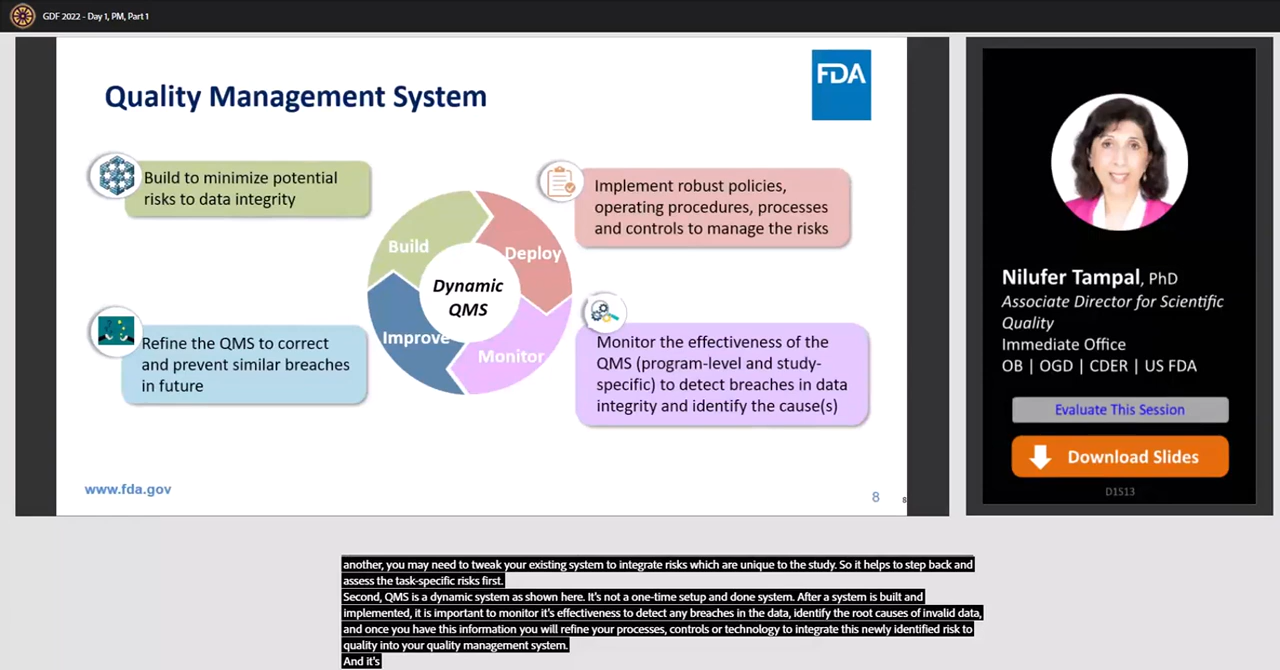 GDF 2022 - Day 1, PM, Part 1
Quality Management System
FDA
Build to minimize potential
risks to data integrity
Implement robust policies,
operating procedures, processes
and controls to manage the risks
Build
Deploy
Dynamic
QMS
Improve
Monitor
Refine the QMS to correct
and prevent similar breaches
in future
Monitor the effectiveness of the
QMS (program-level and study-
specific) to detect breaches in data
integrity and identify the cause(s)
www.fda.gov
8
8
Nilufer Tampal, PhD
Associate Director for Scientific
Quality
Immediate Office
OB | OGD | CDER | US FDA
Evaluate This Session
Download Slides
D1513
another, you may need to tweak your existing system to integrate risks which are unique to the study. So it helps to step back and
assess the task-specific risks first.
Second, QMS is a dynamic system as shown here. It's not a one-time setup and done system. After a system is built and
implemented, it is important to monitor it's effectiveness to detect any breaches in the data, identify the root causes of invalid data,
and once you have this information you will refine your processes, controls or technology to integrate this newly identified risk to
quality into your quality management system.
And it's